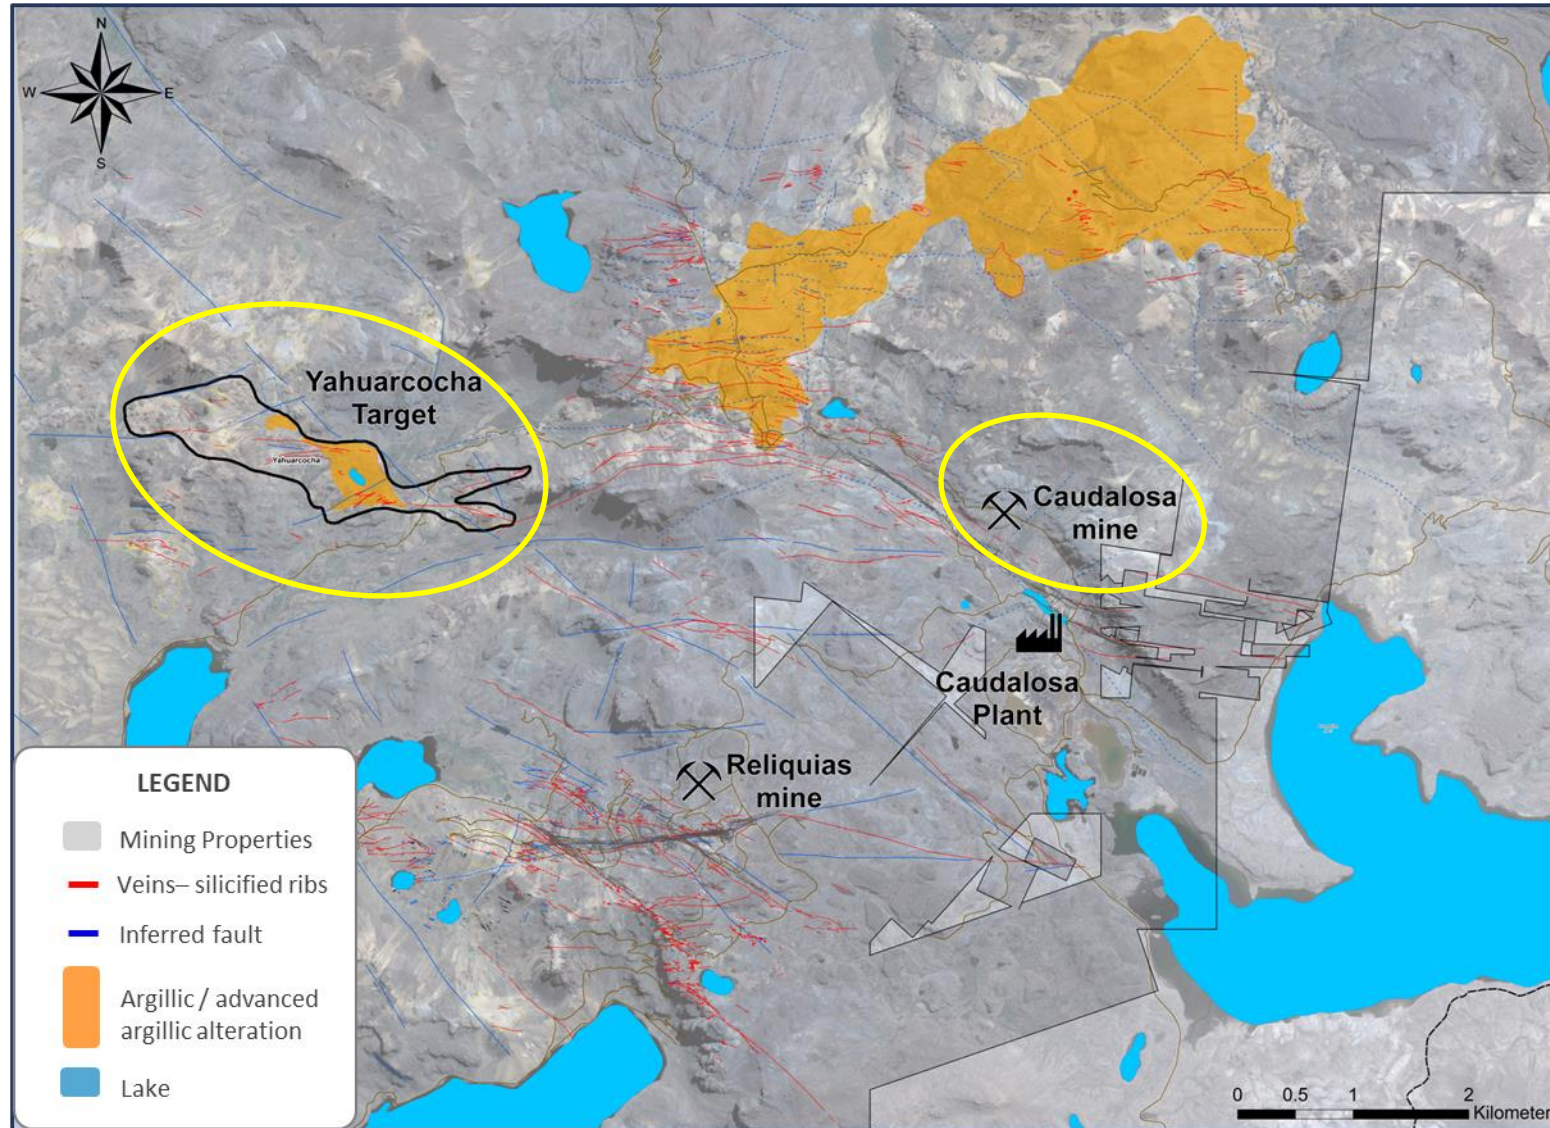 N
W
E
S
Yahuarcocha
Target
Yahuarcocha
Caudalosa
mine
Caudalosa
Plant
Reliquias
mine
LEGEND
Mining Properties
Veins– silicified ribs
Inferred fault
Argillic / advanced
argillic alteration
Lake
0 0.5 1 2
Kilometer